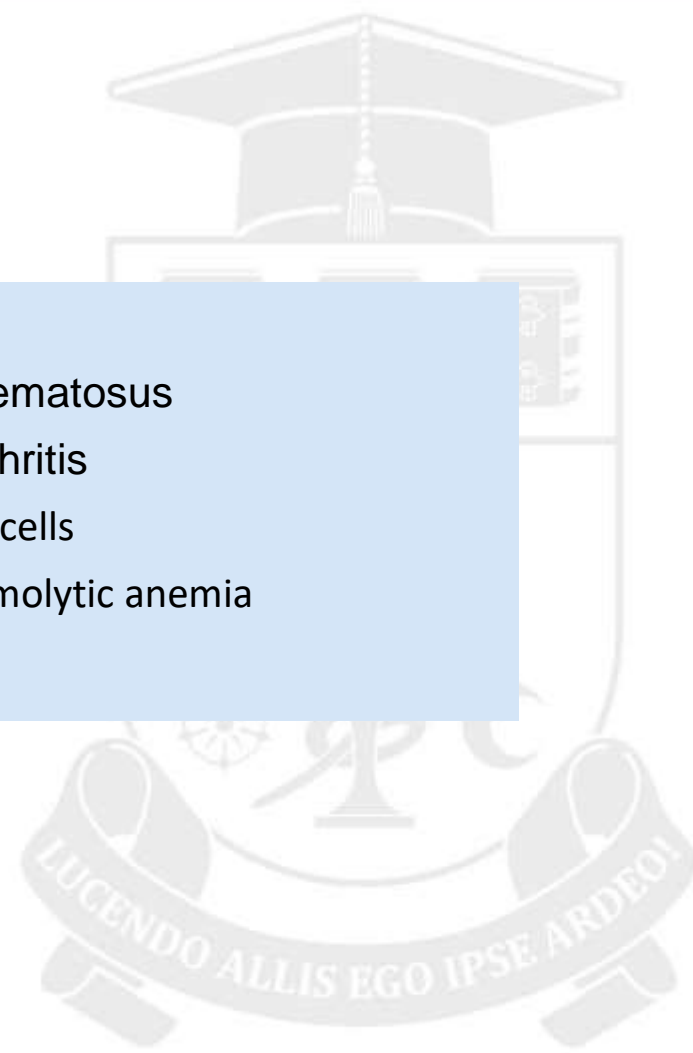 ematosus
hritis
cells
molytic anemia
LUCENDO ALLIS EGO IPSE ARDEO!